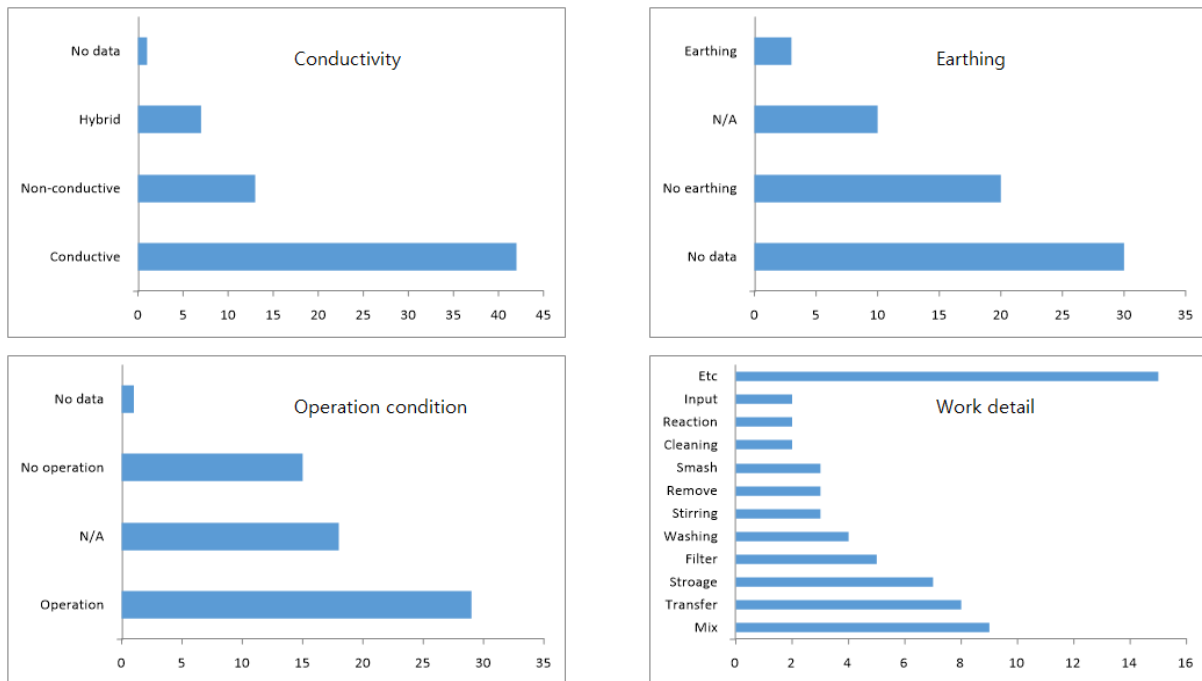 Conductivity
No data
Hybrid
Non-conductive
Conductive
0 5 10 15 20 25 30 35 40 45
Earthing
Earthing
N/A
No earthing
No data
0 5 10 15 20 25 30 35
Operation condition
No data
No operation
N/A
Operation
0 5 10 15 20 25 30 35
Work detail
Etc
Input
Reaction
Cleaning
Smash
Remove
Stirring
Washing
Filter
Stroage
Transfer
Mix
0 2 4 6 8 10 12 14 16